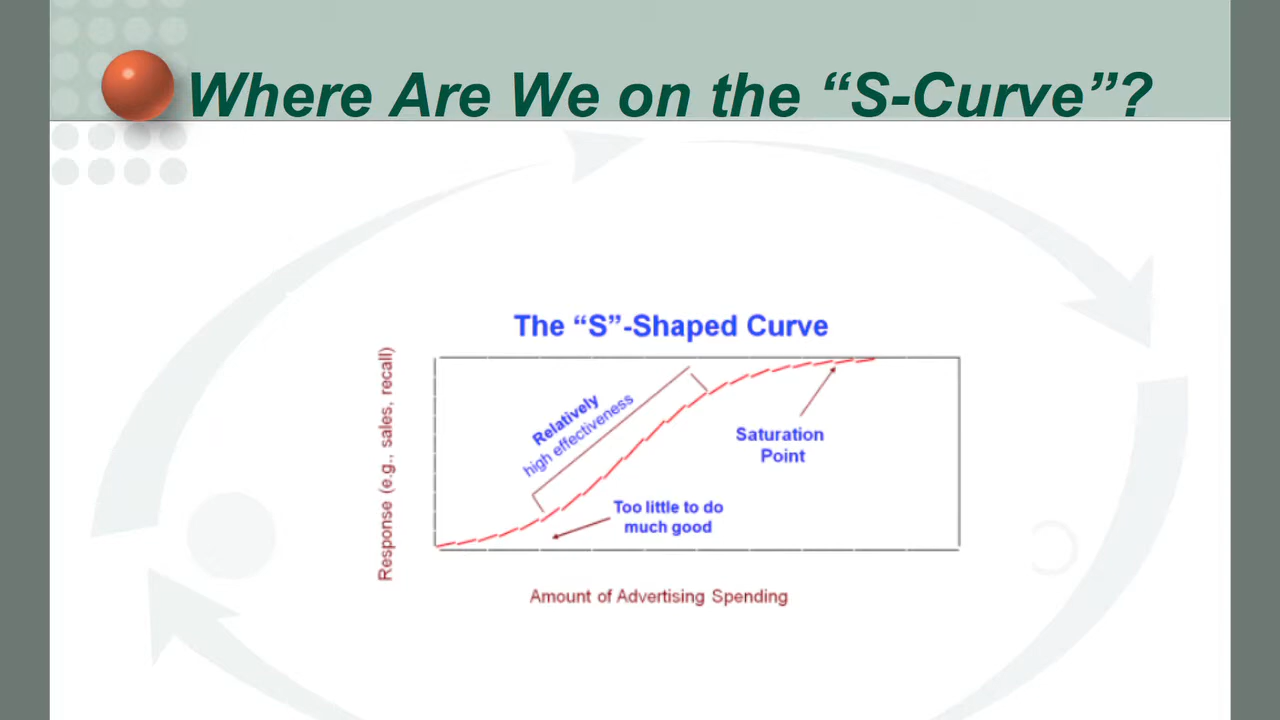 Where Are We on the “S-Curve”?
The “S”-Shaped Curve
Response (e.g., sales, recall)
Relatively
high effectiveness
Saturation
Point
Too little to do
much good
Amount of Advertising Spending